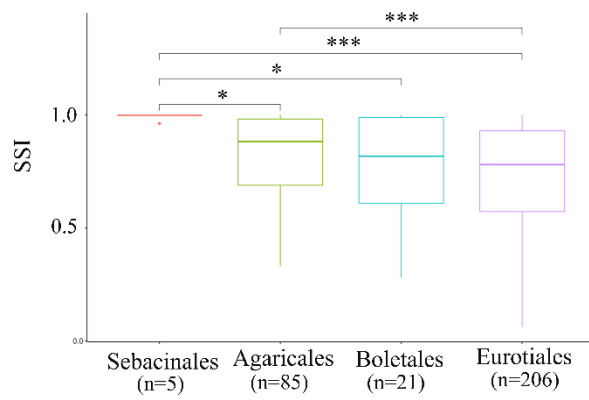 ***
***
*
*
1.0
SSI
0.5
0.0
Sebacinales Agaricales Boletales Eurotiales
(n=5) (n=85) (n=21) (n=206)